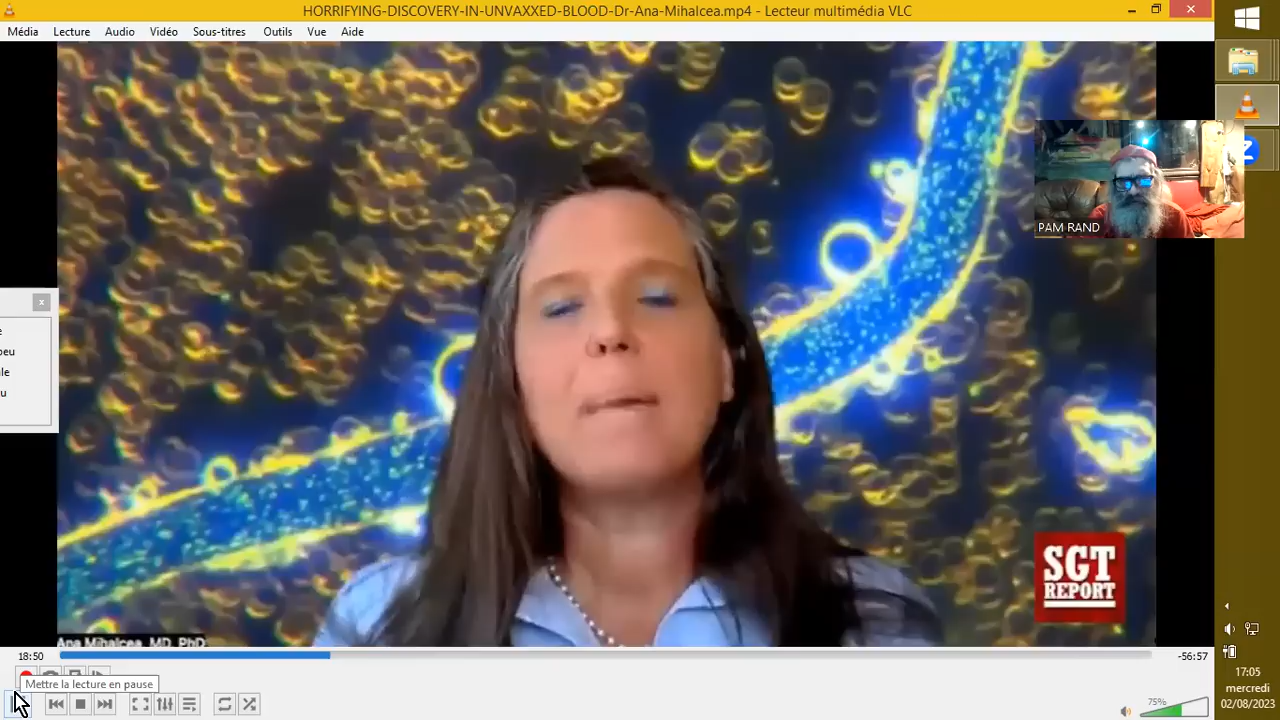 HORRIFYING-DISCOVERY-IN-UNVAXXED-BLOOD-Dr-Ana-Mihalcea.mp4 - Lecteur multimédia VLC
Média Lecture Audio Vidéo Sous-titres Outils Vue Aide
PAM RAND
x
e
peu
le
u
SGT
REPORT
Ana Mihalcea, MD, PhD
18:50
-56:57
Mettre la lecture en pause
75%
17:05
mercredi
02/08/2023